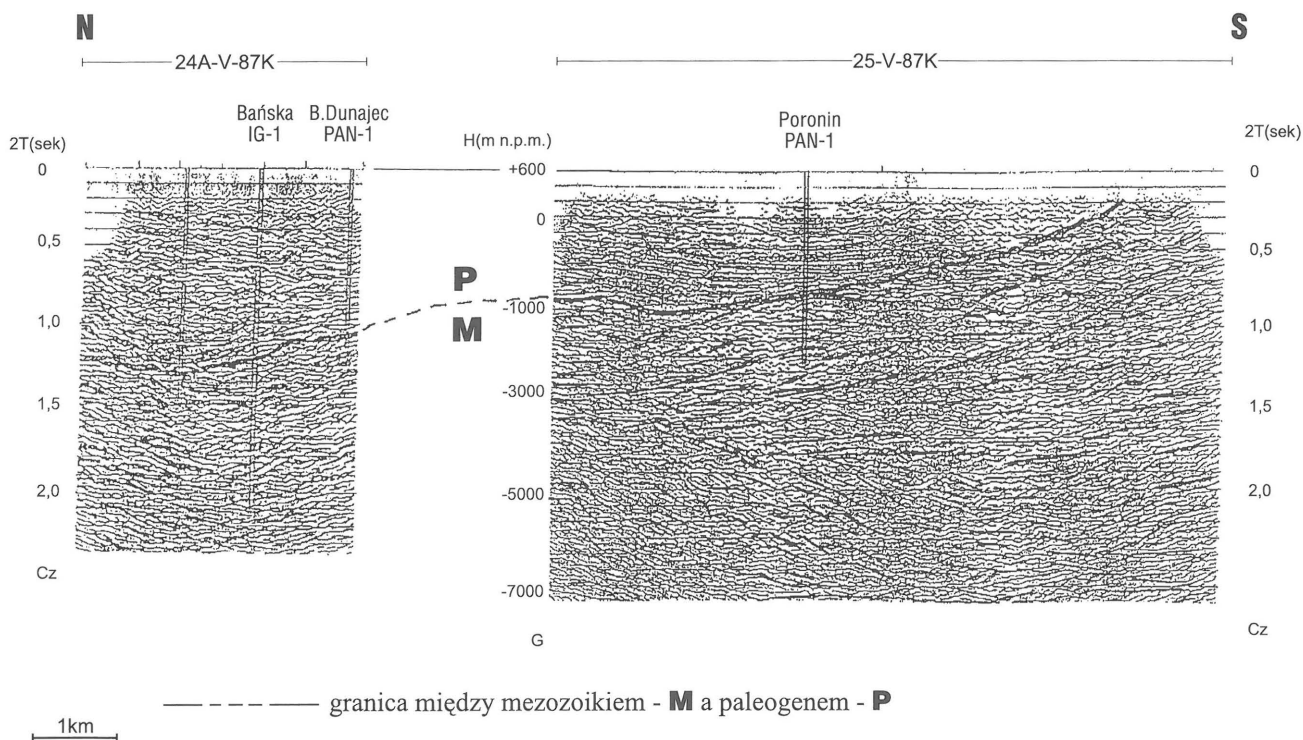 N
S
24A-V-87K
25-V-87K
Bańska
IG-1
B.Dunajec
PAN-1
Poronin
PAN-1
2T(sek)
H(m n.p.m.)
2T(sek)
0
+600
0
0
0,5
0,5
P
M
1,0
-1000
1,0
1,5
-3000
1,5
2,0
-5000
2,0
-7000
Cz
G
Cz
granica między mezozoikiem - M a paleogenem - P
1km